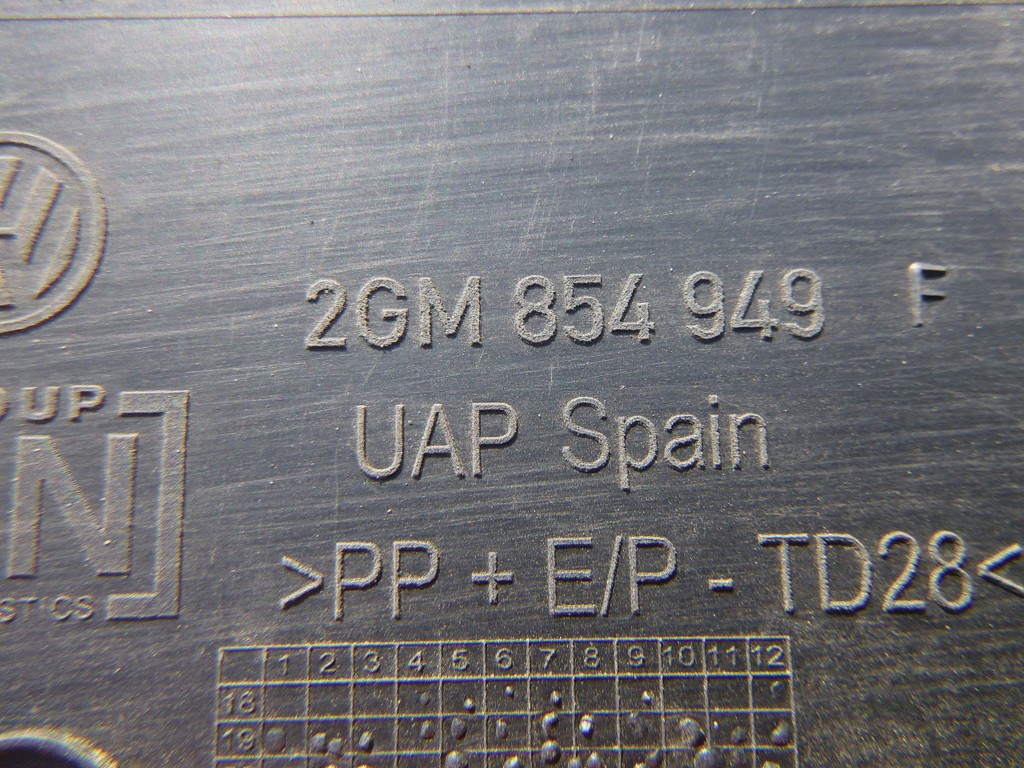 2GM 854 949 F
UAP Spain
>PP + E/P - TD28<
1 2 3 4 5 6 7 8 9 10 11 12
18
19